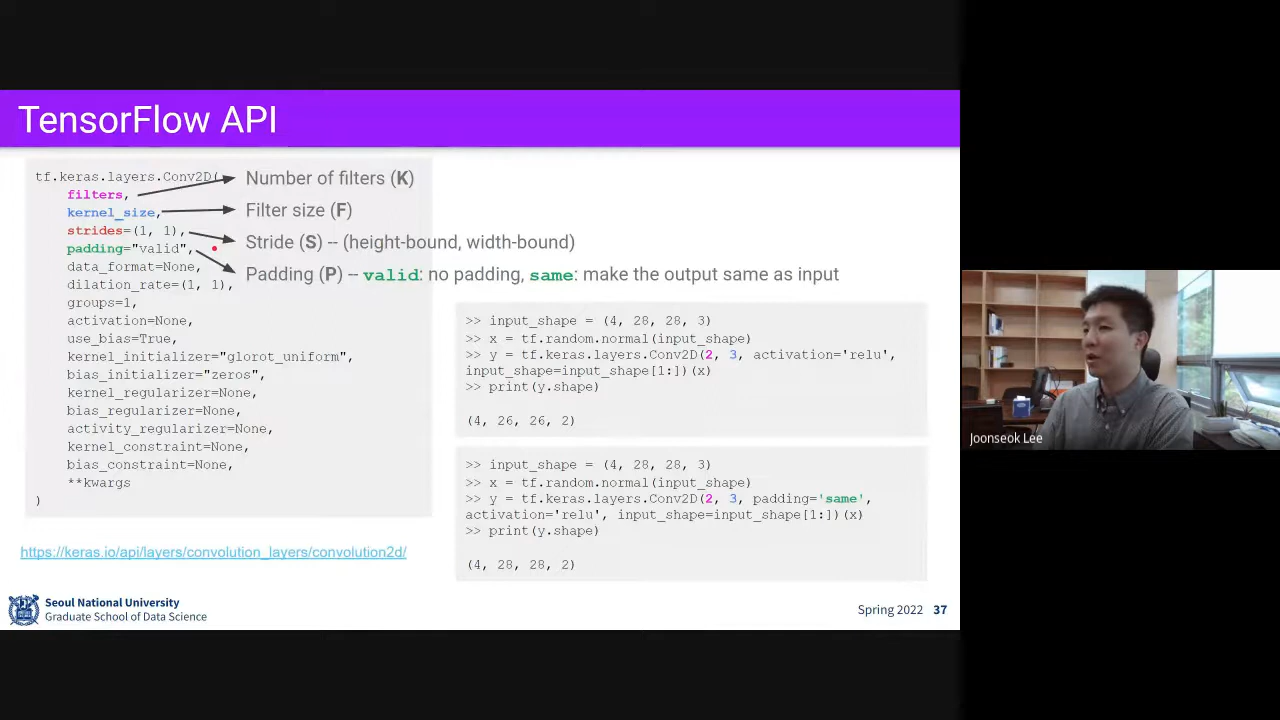 TensorFlow API
tf.keras.layers.Conv2D(
filters,
kernel_size,
strides=(1, 1),
padding="valid",
data_format=None,
dilation_rate=(1, 1),
groups=1,
activation=None,
use_bias=True,
kernel_initializer="glorot_uniform",
bias_initializer="zeros",
kernel_regularizer=None,
bias_regularizer=None,
activity_regularizer=None,
kernel_constraint=None,
bias_constraint=None,
**kwargs
)
Number of filters (K)
Filter size (F)
Stride (S) -- (height-bound, width-bound)
Padding (P) -- valid: no padding, same: make the output same as input
>> input_shape = (4, 28, 28, 3)
>> x = tf.random.normal(input_shape)
>> y = tf.keras.layers.Conv2D(2, 3, activation='relu',
input_shape=input_shape[1:])(x)
>> print(y.shape)
(4, 26, 26, 2)
>> input_shape = (4, 28, 28, 3)
>> x = tf.random.normal(input_shape)
>> y = tf.keras.layers.Conv2D(2, 3, padding='same',
activation='relu', input_shape=input_shape[1:])(x)
>> print(y.shape)
(4, 28, 28, 2)
https://keras.io/api/layers/convolution_layers/convolution2d/
Seoul National University
Graduate School of Data Science
Spring 2022 37
Joonseok Lee